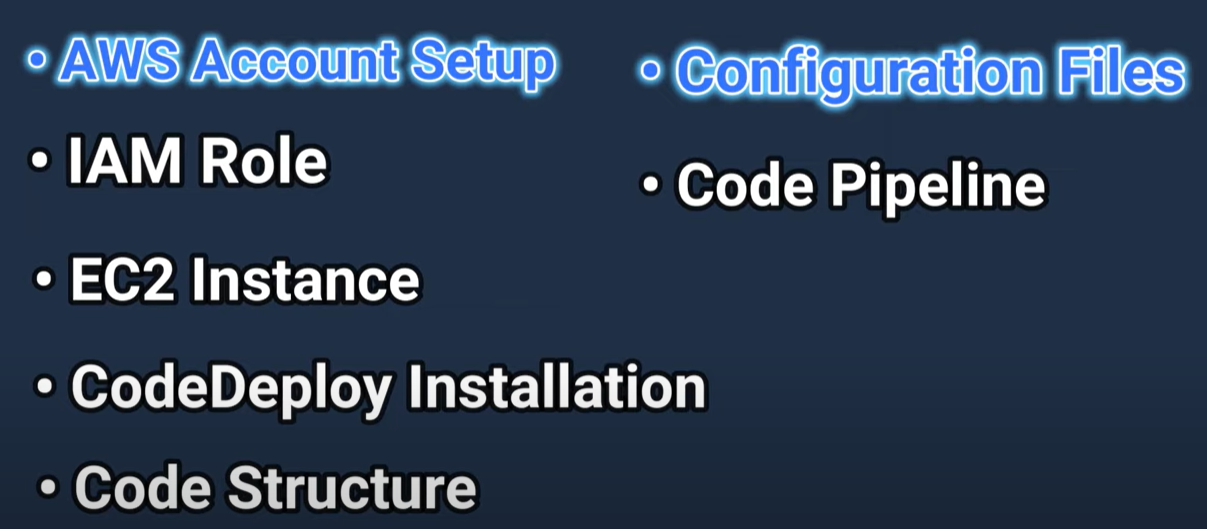 • AWS Account Setup
• IAM Role
• EC2 Instance
• CodeDeploy Installation
• Code Structure
• Configuration Files
• Code Pipeline